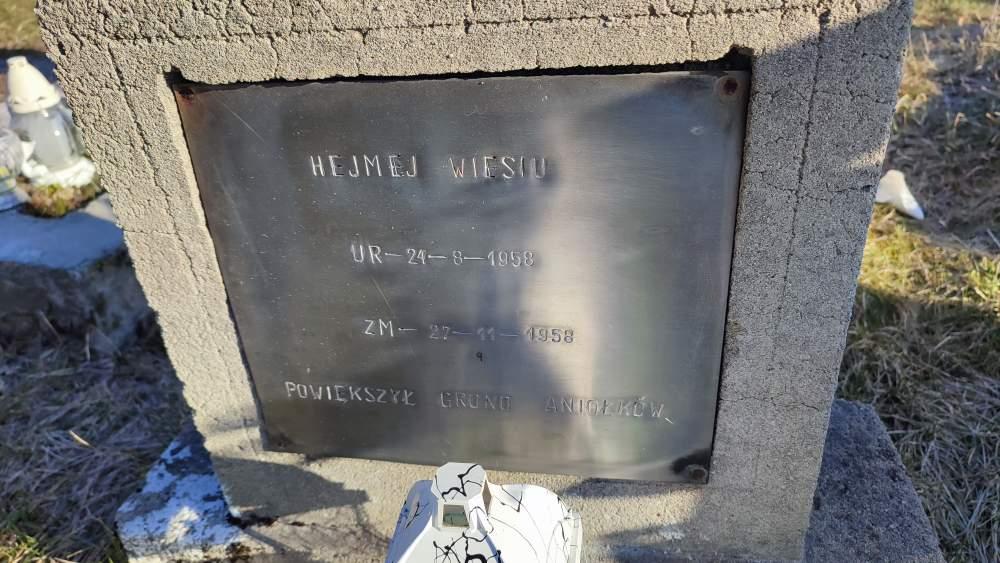 HEJMEJ WIESIU
UR-24-8-1958
ZM-27-11-1958
POWIĘKSZYŁ GRONO ANIOŁKÓW